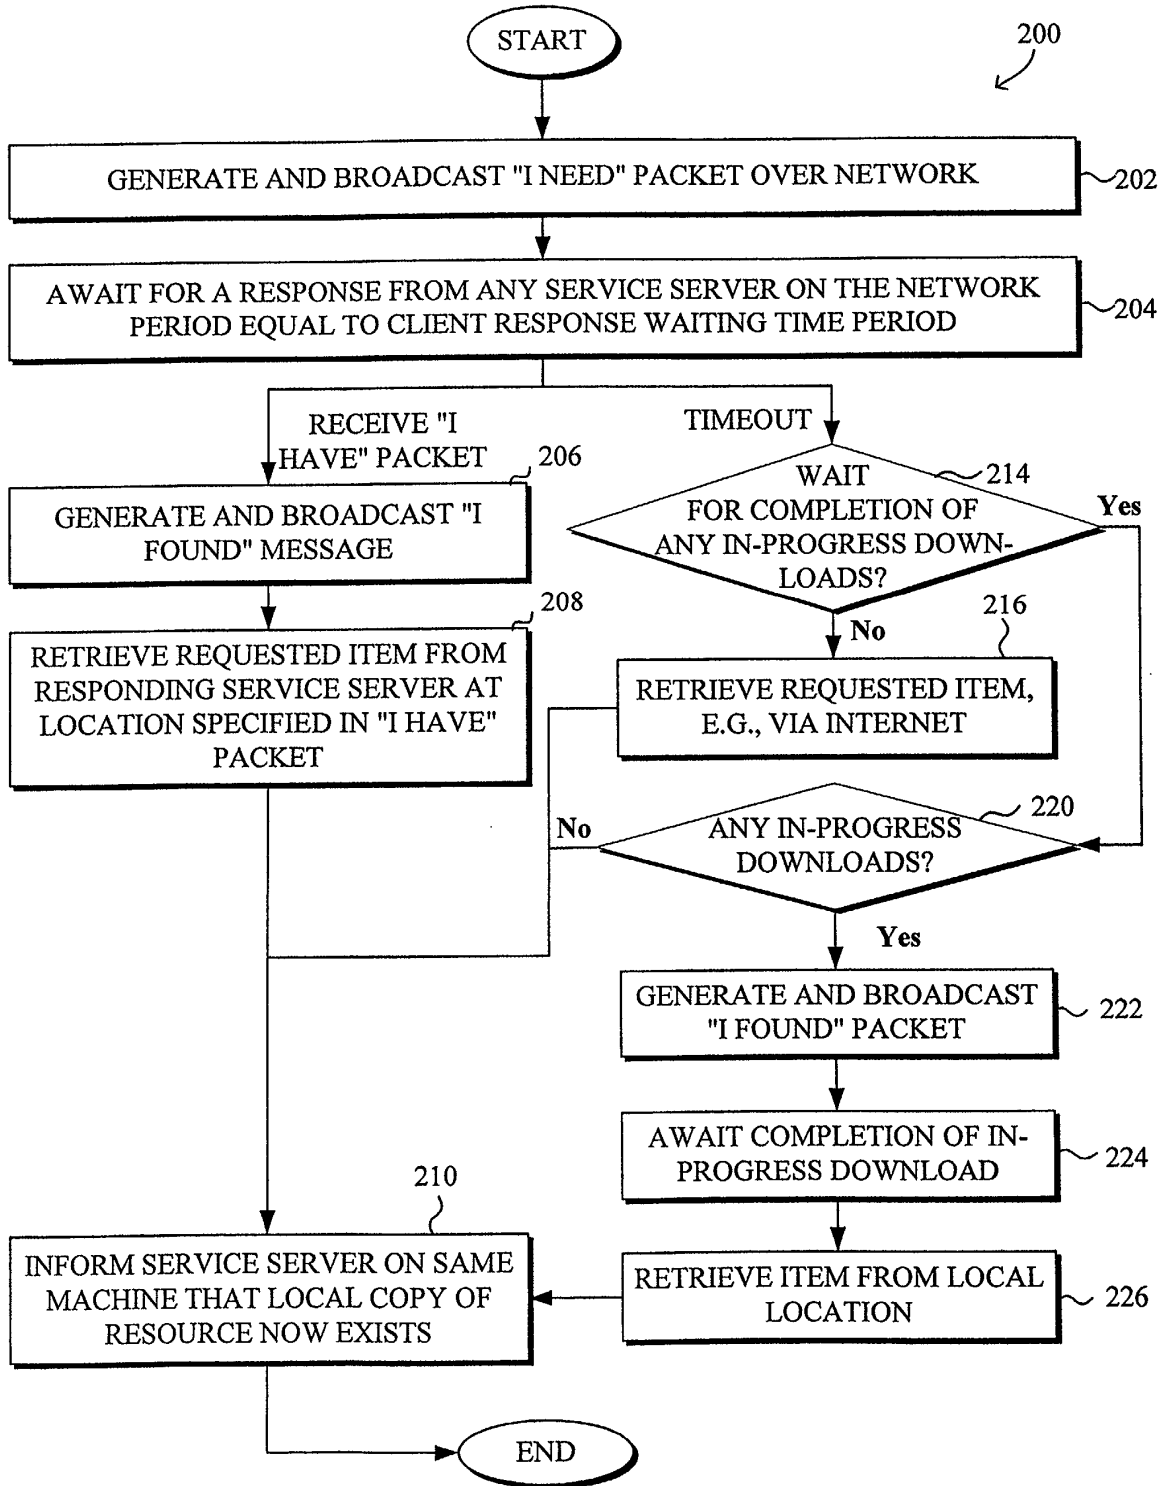 START
200
GENERATE AND BROADCAST "I NEED" PACKET OVER NETWORK
202
AWAIT FOR A RESPONSE FROM ANY SERVICE SERVER ON THE NETWORK
PERIOD EQUAL TO CLIENT RESPONSE WAITING TIME PERIOD
204
RECEIVE "I
HAVE" PACKET
TIMEOUT
206
GENERATE AND BROADCAST "I
FOUND" MESSAGE
214
WAIT
FOR COMPLETION OF
ANY IN-PROGRESS DOWN-
LOADS?
Yes
No
208
RETRIEVE REQUESTED ITEM FROM
RESPONDING SERVICE SERVER AT
LOCATION SPECIFIED IN "I HAVE"
PACKET
216
RETRIEVE REQUESTED ITEM,
E.G., VIA INTERNET
220
ANY IN-PROGRESS
DOWNLOADS?
No
Yes
GENERATE AND BROADCAST
"I FOUND" PACKET
222
AWAIT COMPLETION OF IN-
PROGRESS DOWNLOAD
224
RETRIEVE ITEM FROM LOCAL
LOCATION
226
210
INFORM SERVICE SERVER ON SAME
MACHINE THAT LOCAL COPY OF
RESOURCE NOW EXISTS
END